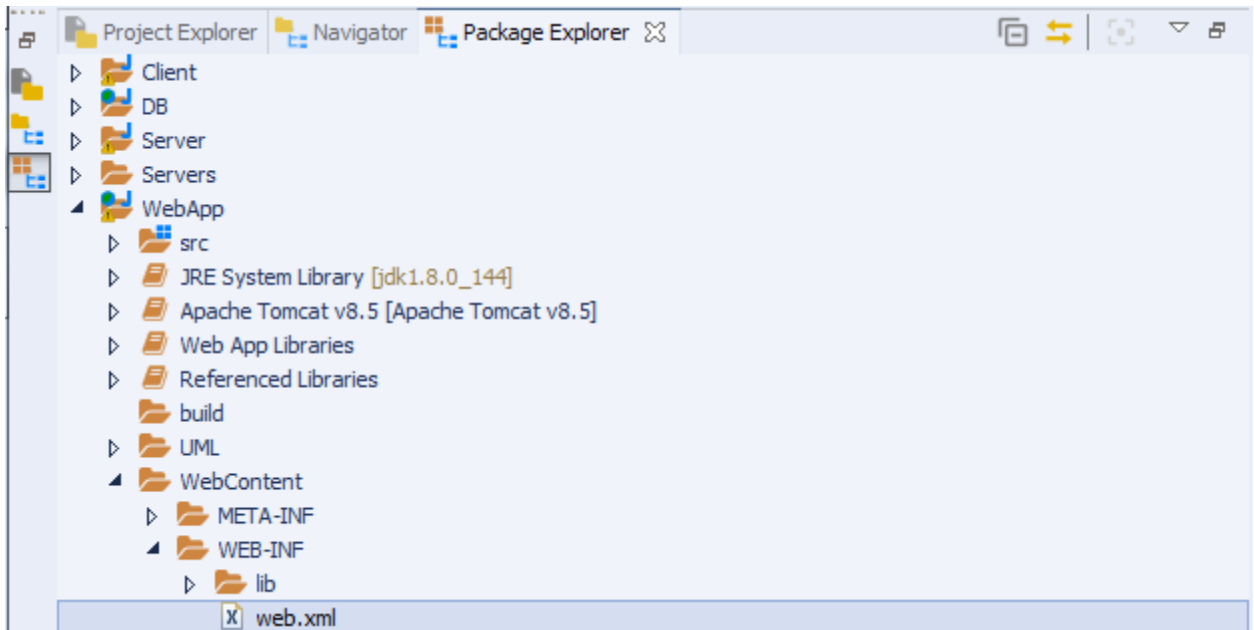 Project Explorer Navigator Package Explorer
Client
DB
Server
Servers
WebApp
src
JRE System Library [jdk1.8.0_144]
Apache Tomcat v8.5 [Apache Tomcat v8.5]
Web App Libraries
Referenced Libraries
build
UML
WebContent
META-INF
WEB-INF
lib
web.xml